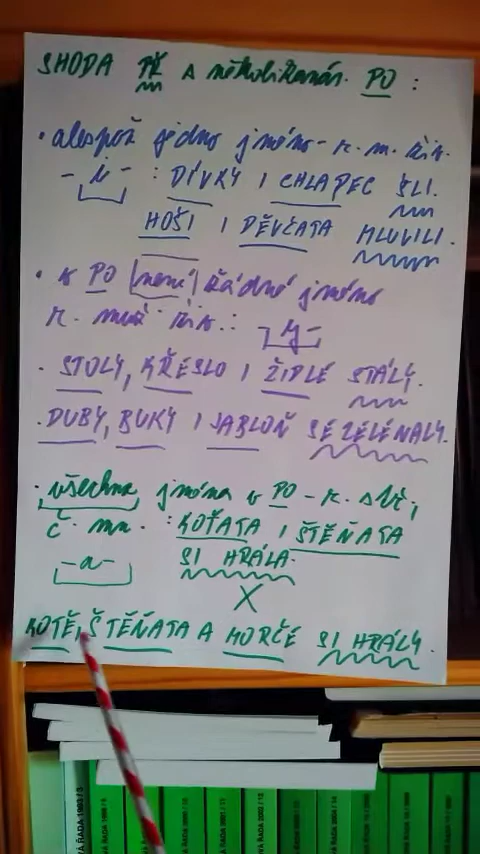 SHODA PŘ A několikanás. PO :
• alespoň jedno jméno - r. m. živ.
- i - : DÍVKY I CHLAPEC ŠLI.
HOŠI I DĚVČATA MLUVILI.
• v PO není žádné jméno
r. muž. živ.: - y -
• STOLY, KŘESLO I ŽIDLE STÁLY.
• DUBY, BUKY I JABLOŇ SE ZELENALY.
• všechna jména v PO - r. stř.,
č. mn. : KOŤATA I ŠTĚŇATA
- a - SI HRÁLA.
X
KOTĚ, ŠTĚŇATA A MORČE SI HRÁLY.